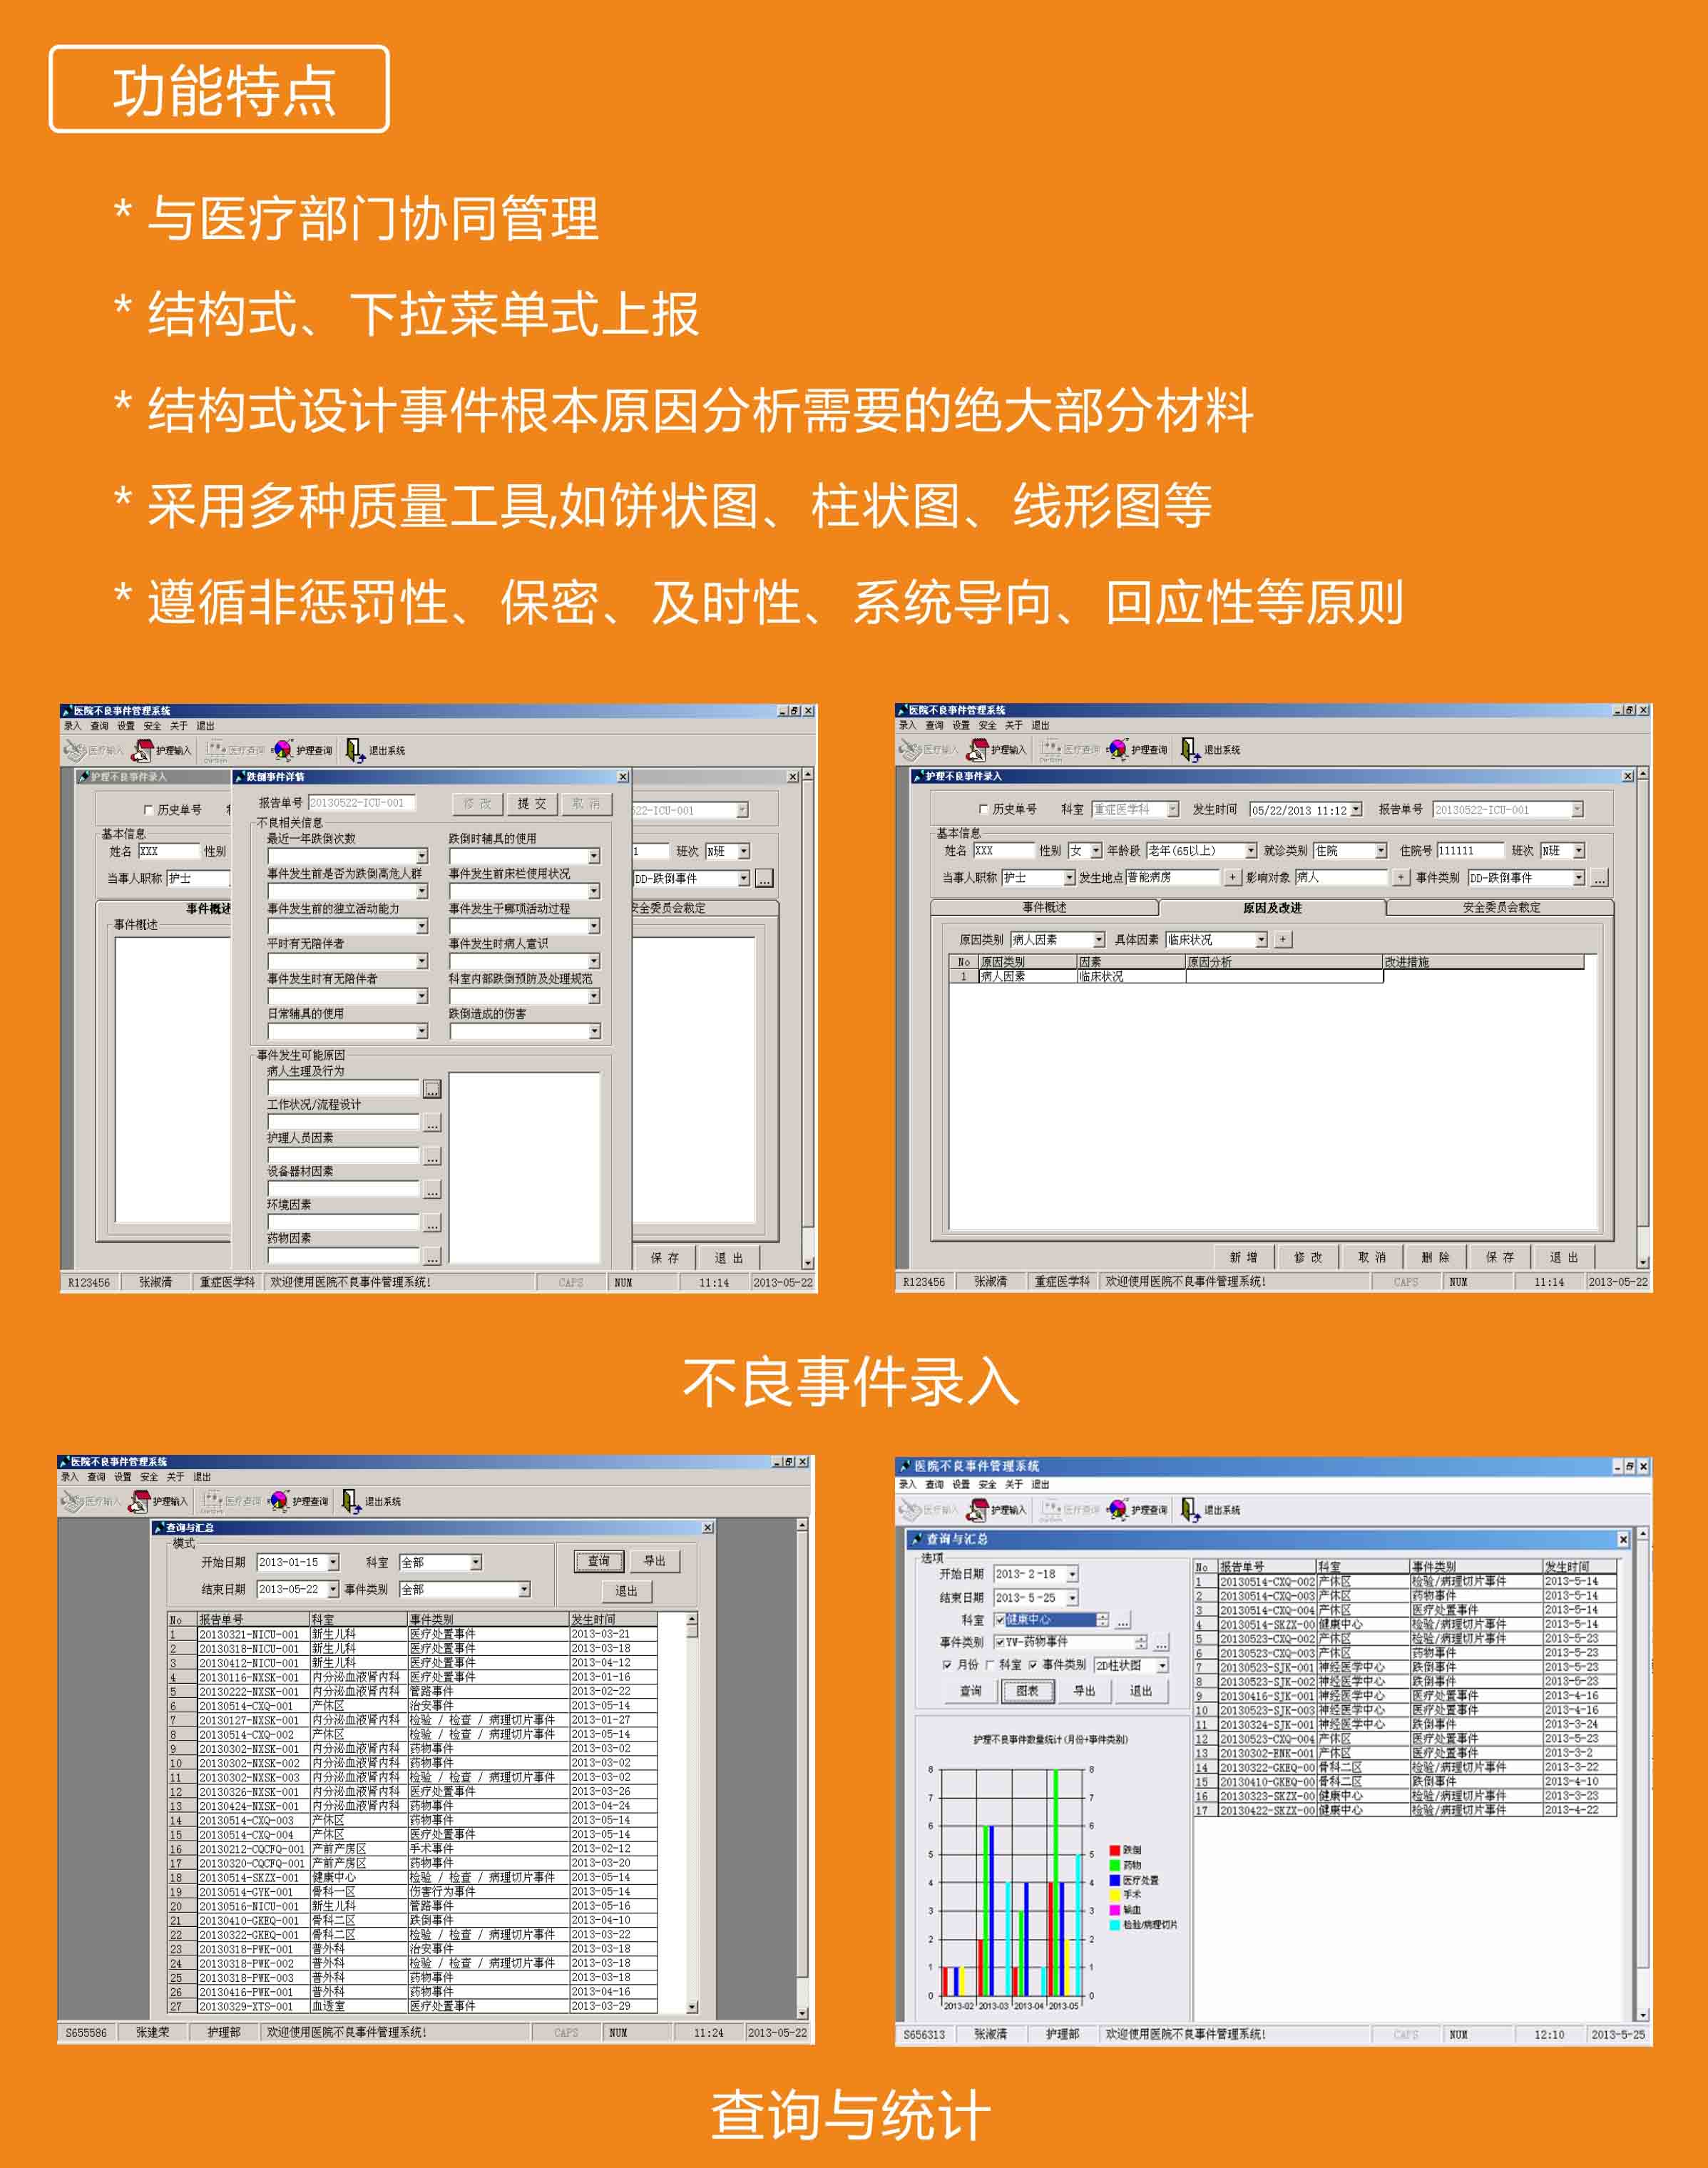 功能特点
* 与医疗部门协同管理
* 结构式、下拉菜单式上报
* 结构式设计事件根本原因分析需要的绝大部分材料
* 采用多种质量工具,如饼状图、柱状图、线形图等
* 遵循非惩罚性、保密、及时性、系统导向、回应性等原则
医院不良事件管理系统
录入 查询 设置 安全 关于 退出
医疗输入 护理输入 医疗查询 护理查询 退出系统
护理不良事件录入
跌倒事件详情
历史单号
报告单号 20130522-ICU-001 修改 提交 取消
522-ICU-001
不良相关信息
基本信息
最近一年跌倒次数 跌倒时辅具的使用
姓名 XXX 性别
1 班次 N班
事件发生前是否为跌倒高危人群 事件发生前床栏使用状况
当事人职称 护士
DD-跌倒事件 ...
事件发生前的独立活动能力 事件发生于哪项活动过程
事件概述
安全委员会裁定
事件概述
平时有无陪伴者 事件发生时病人意识
事件发生时有无陪伴者 科室内部跌倒预防及处理规范
日常辅具的使用 跌倒造成的伤害
事件发生可能原因
病人生理及行为
工作状况/流程设计
护理人员因素
设备器材因素
环境因素
药物因素
保存 退出
R123456 张淑清 重症医学科 欢迎使用医院不良事件管理系统! CAPS NUM 11:14 2013-05-22
医院不良事件管理系统
录入 查询 设置 安全 关于 退出
医疗输入 护理输入 医疗查询 护理查询 退出系统
护理不良事件录入
历史单号 科室 重症医学科 发生时间 05/22/2013 11:12 报告单号 20130522-ICU-001
基本信息
姓名 XXX 性别 女 年龄段 老年(65以上) 就诊类别 住院 住院号 111111 班次 N班
当事人职称 护士 发生地点 普能病房 + 影响对象 病人 + 事件类别 DD-跌倒事件 ...
事件概述 原因及改进 安全委员会裁定
原因类别 病人因素 具体因素 临床状况 +
No 原因类别 因素 原因分析 改进措施
1 病人因素 临床状况
新增 修改 取消 删除 保存 退出
R123456 张淑清 重症医学科 欢迎使用医院不良事件管理系统! CAPS NUM 11:14 2013-05-22
不良事件录入
医院不良事件管理系统
录入 查询 设置 安全 关于 退出
医疗输入 护理输入 医疗查询 护理查询 退出系统
查询与汇总
模式
开始日期 2013-01-15 科室 全部 查询 导出
结束日期 2013-05-22 事件类别 全部 退出
No 报告单号 科室 事件类别 发生时间
1 20130321-NICU-001 新生儿科 医疗处置事件 2013-03-21
2 20130318-NICU-001 新生儿科 医疗处置事件 2013-03-18
3 20130412-NICU-001 新生儿科 医疗处置事件 2013-04-12
4 20130116-NXSK-001 内分泌血液肾内科 医疗处置事件 2013-01-16
5 20130222-NXSK-001 内分泌血液肾内科 管路事件 2013-02-22
6 20130514-CXQ-001 产休区 治安事件 2013-05-14
7 20130127-NXSK-001 内分泌血液肾内科 检验 / 检查 / 病理切片事件 2013-01-27
8 20130514-CXQ-002 产休区 检验 / 检查 / 病理切片事件 2013-05-14
9 20130302-NXSK-001 内分泌血液肾内科 药物事件 2013-03-02
10 20130302-NXSK-002 内分泌血液肾内科 药物事件 2013-03-02
11 20130302-NXSK-003 内分泌血液肾内科 检验 / 检查 / 病理切片事件 2013-03-02
12 20130326-NXSK-001 内分泌血液肾内科 医疗处置事件 2013-03-26
13 20130424-NXSK-001 内分泌血液肾内科 药物事件 2013-04-24
14 20130514-CXQ-003 产休区 药物事件 2013-05-14
15 20130514-CXQ-004 产休区 医疗处置事件 2013-05-14
16 20130212-CQCFQ-001 产前产房区 手术事件 2013-02-12
17 20130320-CQCFQ-001 产前产房区 药物事件 2013-03-20
18 20130514-SKZX-001 健康中心 检验 / 检查 / 病理切片事件 2013-05-14
19 20130514-GYK-001 骨科一区 伤害行为事件 2013-05-14
20 20130516-NICU-001 新生儿科 管路事件 2013-05-16
21 20130410-GKEQ-001 骨科二区 跌倒事件 2013-04-10
22 20130322-GKEQ-001 骨科二区 检验 / 检查 / 病理切片事件 2013-03-22
23 20130318-PWK-001 普外科 治安事件 2013-03-18
24 20130318-PWK-002 普外科 检验 / 检查 / 病理切片事件 2013-03-18
25 20130318-PWK-003 普外科 药物事件 2013-03-18
26 20130416-PWK-001 普外科 药物事件 2013-04-16
27 20130329-XTS-001 血透室 医疗处置事件 2013-03-29
S655586 张建荣 护理部 欢迎使用医院不良事件管理系统! CAPS NUM 11:24 2013-05-22
医院不良事件管理系统
录入 查询 设置 安全 关于 退出
医疗输入 护理输入 医疗查询 护理查询 退出系统
查询与汇总
选项
开始日期 2013- 2 -18
结束日期 2013- 5 -25
科室 健康中心 ...
事件类别 YW-药物事件 ...
月份 科室 事件类别 2D柱状图
查询 图表 导出 退出
No 报告单号 科室 事件类别 发生时间
1 20130514-CXQ-002 产休区 检验/病理切片事件 2013-5-14
2 20130514-CXQ-003 产休区 药物事件 2013-5-14
3 20130514-CXQ-004 产休区 医疗处置事件 2013-5-14
4 20130514-SKZX-00 健康中心 检验/病理切片事件 2013-5-14
5 20130523-CXQ-002 产休区 检验/病理切片事件 2013-5-23
6 20130523-CXQ-003 产休区 药物事件 2013-5-23
7 20130523-SJK-001 神经医学中心 跌倒事件 2013-5-23
8 20130523-SJK-002 神经医学中心 跌倒事件 2013-5-23
9 20130416-SJK-001 神经医学中心 医疗处置事件 2013-4-16
10 20130523-SJK-003 神经医学中心 医疗处置事件 2013-4-16
11 20130324-SJK-001 神经医学中心 跌倒事件 2013-3-24
12 20130523-CXQ-004 产休区 医疗处置事件 2013-5-23
13 20130302-ENK-001 产休区 医疗处置事件 2013-3-2
14 20130322-GKEQ-00 骨科二区 检验/病理切片事件 2013-3-22
15 20130410-GKEQ-00 骨科二区 跌倒事件 2013-4-10
16 20130323-SKZX-00 健康中心 检验/病理切片事件 2013-3-23
17 20130422-SKZX-00 健康中心 检验/病理切片事件 2013-4-22
护理不良事件数量统计(月份+事件类别)
8 8
7 7
6 6
5 5
4 4
3 3
2 2
1 1
0 0
2013-02 2013-03 2013-04 2013-05
跌倒
药物
医疗处置
手术
输血
检验/病理切片
S656313 张淑清 护理部 欢迎使用医院不良事件管理系统! CAPS NUM 12:10 2013-5-25
查询与统计